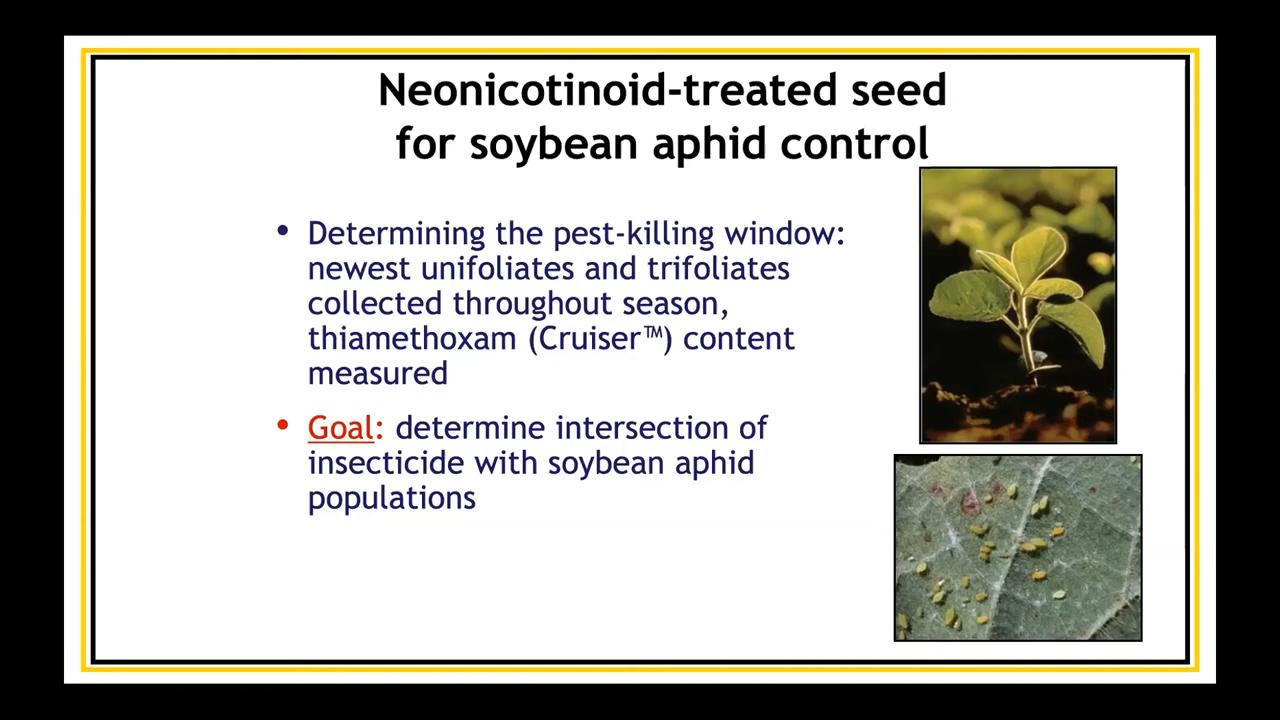 Neonicotinoid-treated seed
for soybean aphid control
• Determining the pest-killing window:
newest unifoliates and trifoliates
collected throughout season,
thiamethoxam (Cruiser™) content
measured
• Goal: determine intersection of
insecticide with soybean aphid
populations